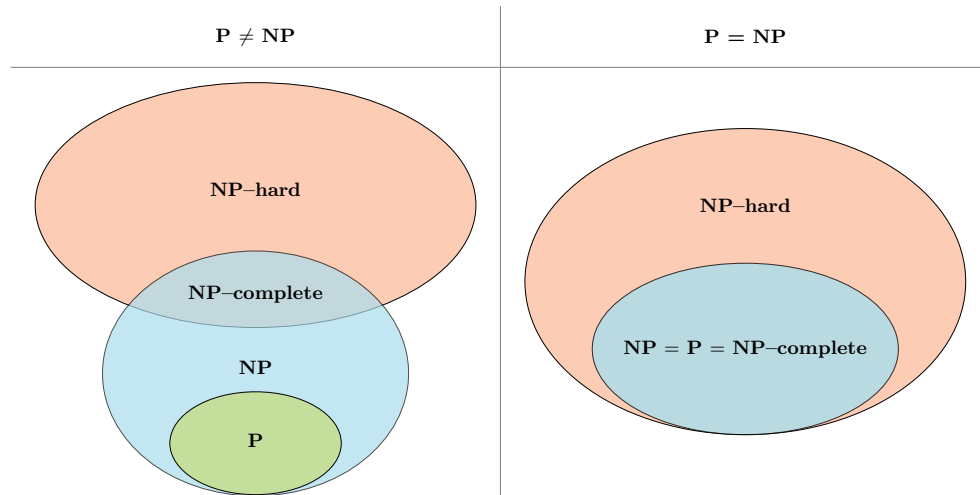 P ≠ NP
NP–hard
NP–complete
NP
P
P = NP
NP–hard
NP = P = NP–complete